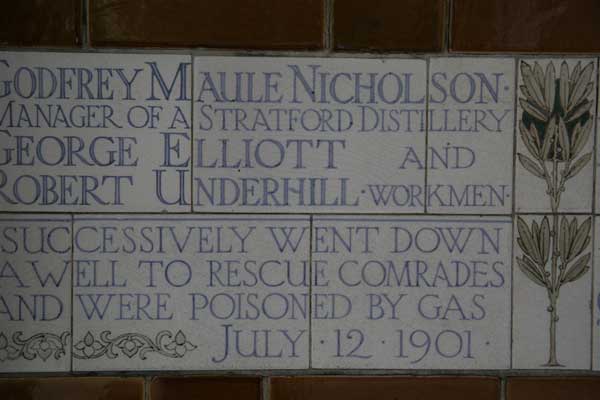 GODFREY MAULE NICHOLSON ·
MANAGER OF A STRATFORD DISTILLERY
GEORGE ELLIOTT AND
ROBERT UNDERHILL · WORKMEN ·
SUCCESSIVELY WENT DOWN
A WELL TO RESCUE COMRADES
AND WERE POISONED BY GAS
JULY · 12 · 1901 ·